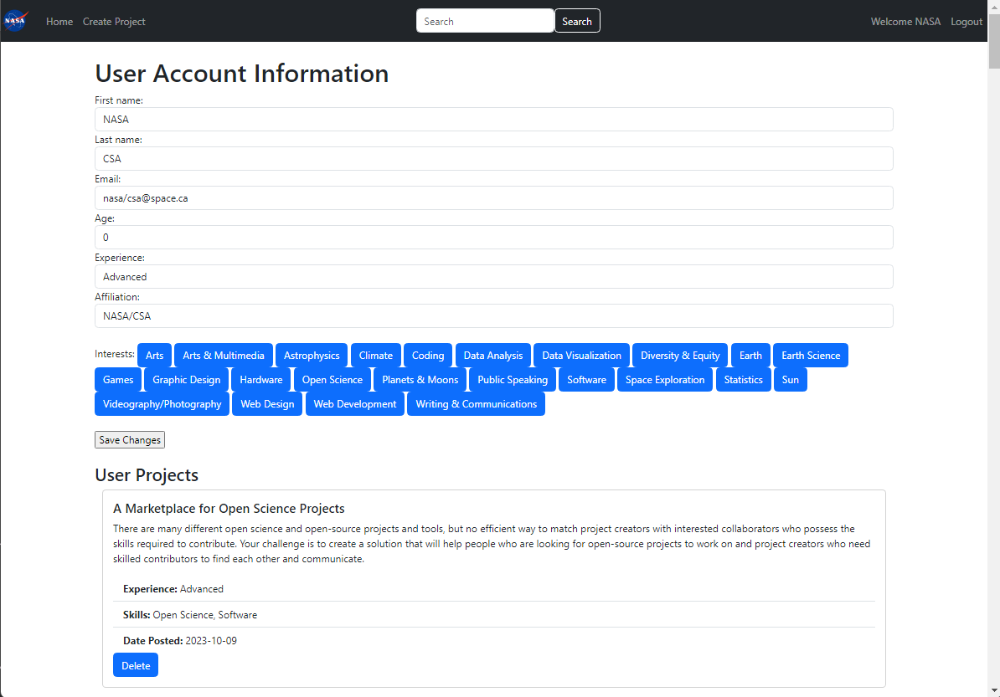 NASA Home Create Project Search Search Welcome NASA Logout
User Account Information
First name:
NASA
Last name:
CSA
Email:
nasa/csa@space.ca
Age:
0
Experience:
Advanced
Affiliation:
NASA/CSA
Interests: Arts Arts & Multimedia Astrophysics Climate Coding Data Analysis Data Visualization Diversity & Equity Earth Earth Science
Games Graphic Design Hardware Open Science Planets & Moons Public Speaking Software Space Exploration Statistics Sun
Videography/Photography Web Design Web Development Writing & Communications
Save Changes
User Projects
A Marketplace for Open Science Projects
There are many different open science and open-source projects and tools, but no efficient way to match project creators with interested collaborators who possess the
skills required to contribute. Your challenge is to create a solution that will help people who are looking for open-source projects to work on and project creators who need
skilled contributors to find each other and communicate.
Experience: Advanced
Skills: Open Science, Software
Date Posted: 2023-10-09
Delete